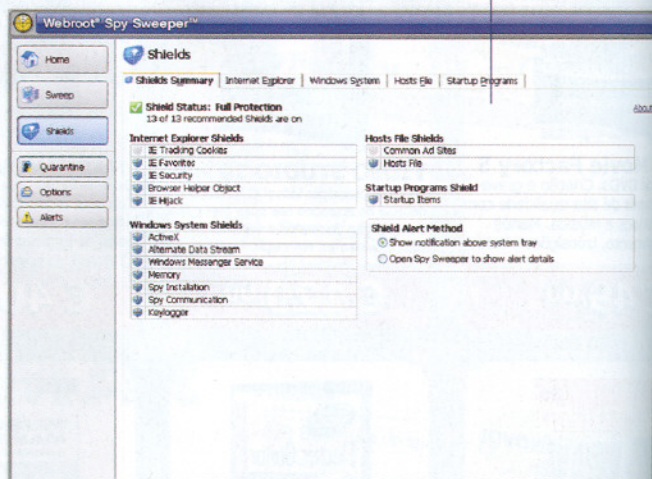 Webroot® Spy Sweeper™
Home
Sweep
Shields
Quarantine
Options
Alerts
Shields
Shields Summary
Internet Explorer
Windows System
Hosts File
Startup Programs
Shield Status: Full Protection
13 of 13 recommended Shields are on
About
Internet Explorer Shields
IE Tracking Cookies
IE Favorites
IE Security
Browser Helper Object
IE Hijack
Windows System Shields
ActiveX
Alternate Data Stream
Windows Messenger Service
Memory
Spy Installation
Spy Communication
Keylogger
Hosts File Shields
Common Ad Sites
Hosts File
Startup Programs Shield
Startup Items
Shield Alert Method
Show notification above system tray
Open Spy Sweeper to show alert details